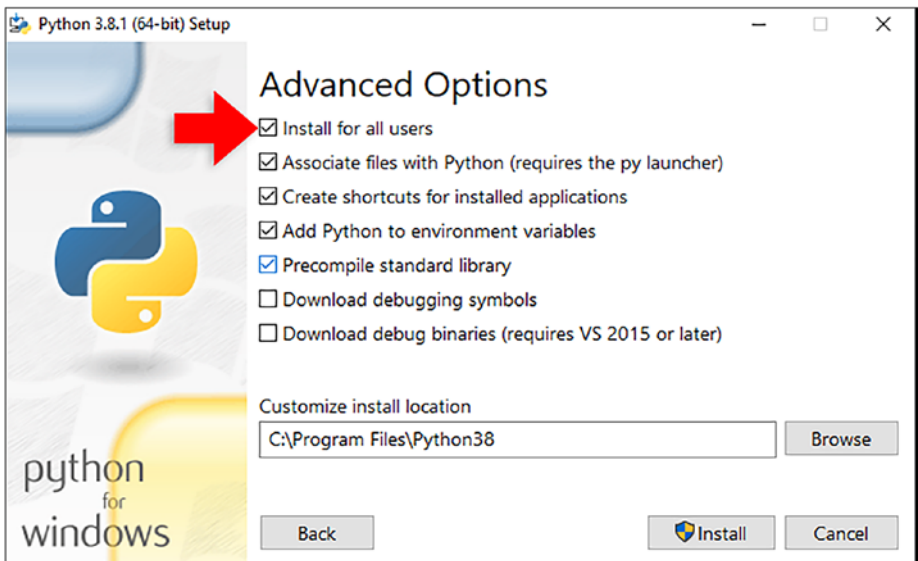 Python 3.8.1 (64-bit) Setup
Advanced Options
Install for all users
Associate files with Python (requires the py launcher)
Create shortcuts for installed applications
Add Python to environment variables
Precompile standard library
Download debugging symbols
Download debug binaries (requires VS 2015 or later)
Customize install location
C:\Program Files\Python38
Browse
python
for
windows
Back
Install
Cancel